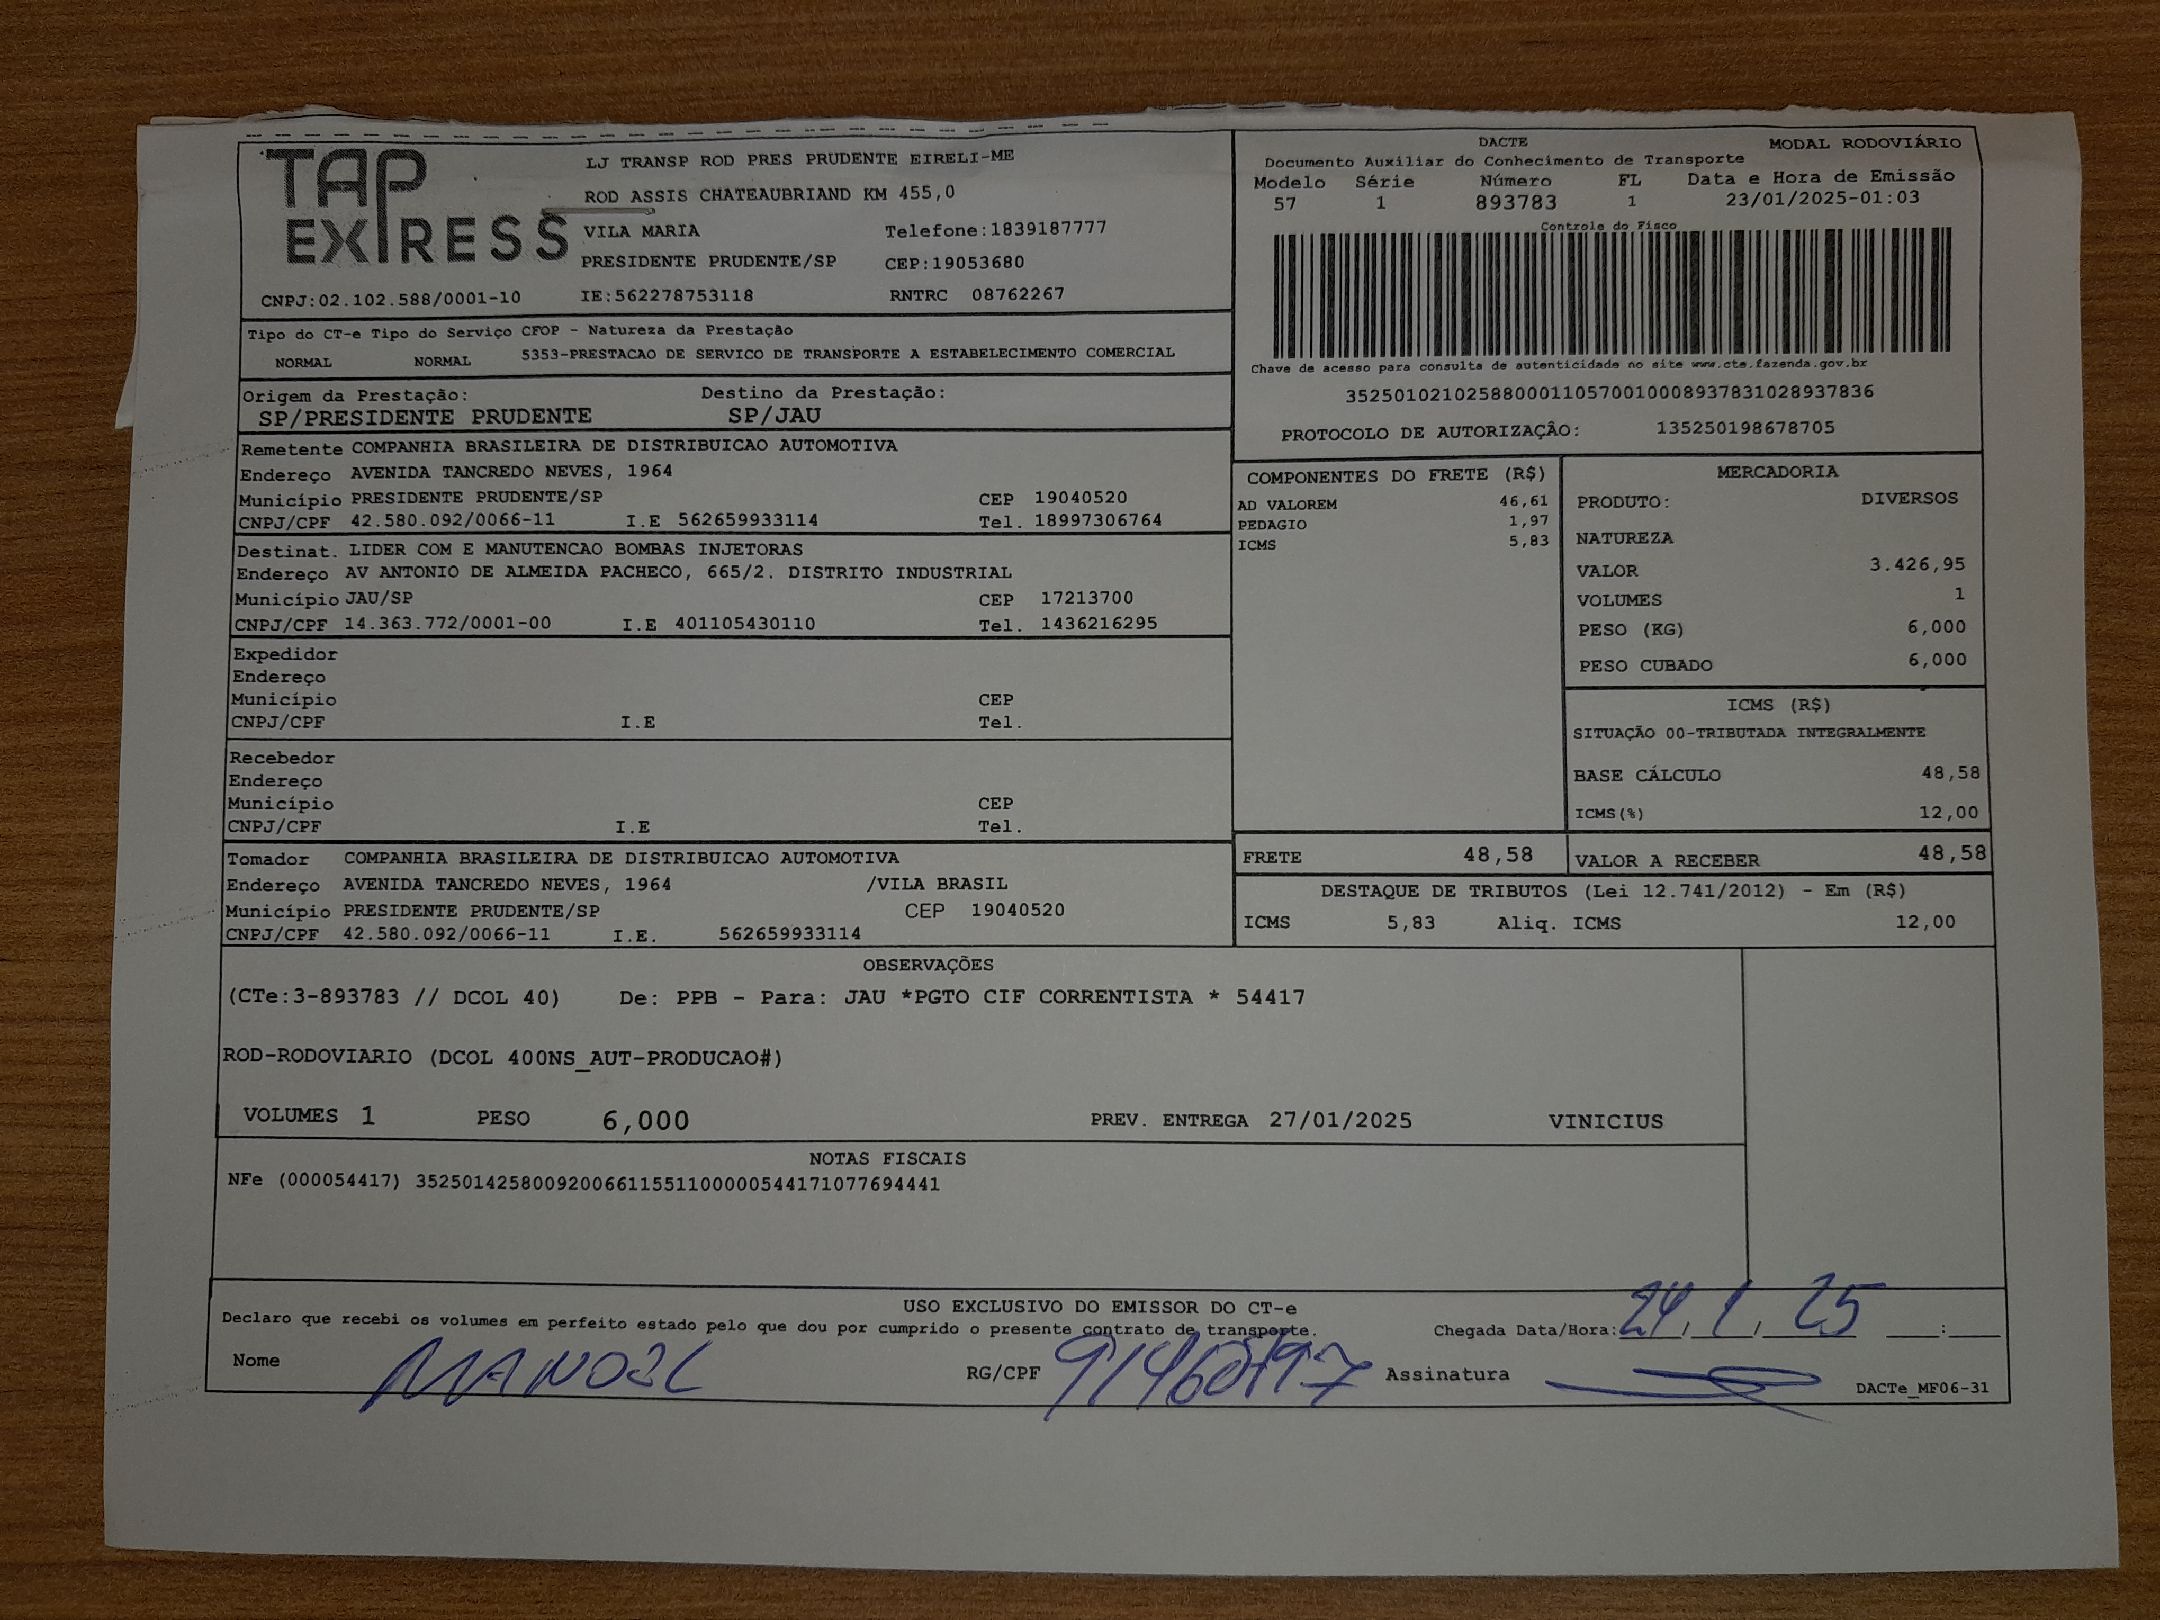 TAP EXPRESS
LJ TRANSP ROD PRES PRUDENTE EIRELI-ME
ROD ASSIS CHATEAUBRIAND KM 455,0
VILA MARIA Telefone:1839187777
PRESIDENTE PRUDENTE/SP CEP:19053680
CNPJ:02.102.588/0001-10 IE:562278753118 RNTRC 08762267
DACTE MODAL RODOVIÁRIO
Documento Auxiliar do Conhecimento de Transporte
Modelo Série Número FL Data e Hora de Emissão
57 1 893783 1 23/01/2025-01:03
Controle do Fisco
Chave de acesso para consulta de autenticidade no site www.cte.fazenda.gov.br
35250102102588000110570010008937831028937836
PROTOCOLO DE AUTORIZAÇÃO: 135250198678705
Tipo do CT-e Tipo do Serviço CFOP - Natureza da Prestação
NORMAL NORMAL 5353-PRESTACAO DE SERVICO DE TRANSPORTE A ESTABELECIMENTO COMERCIAL
Origem da Prestação: Destino da Prestação:
SP/PRESIDENTE PRUDENTE SP/JAU
Remetente COMPANHIA BRASILEIRA DE DISTRIBUICAO AUTOMOTIVA
Endereço AVENIDA TANCREDO NEVES, 1964
Município PRESIDENTE PRUDENTE/SP CEP 19040520
CNPJ/CPF 42.580.092/0066-11 I.E 562659933114 Tel. 18997306764
Destinat. LIDER COM E MANUTENCAO BOMBAS INJETORAS
Endereço AV ANTONIO DE ALMEIDA PACHECO, 665/2. DISTRITO INDUSTRIAL
Município JAU/SP CEP 17213700
CNPJ/CPF 14.363.772/0001-00 I.E 401105430110 Tel. 1436216295
Expedidor
Endereço
Município CEP
CNPJ/CPF I.E Tel.
Recebedor
Endereço
Município CEP
CNPJ/CPF I.E Tel.
Tomador COMPANHIA BRASILEIRA DE DISTRIBUICAO AUTOMOTIVA
Endereço AVENIDA TANCREDO NEVES, 1964 /VILA BRASIL
Município PRESIDENTE PRUDENTE/SP CEP 19040520
CNPJ/CPF 42.580.092/0066-11 I.E. 562659933114
COMPONENTES DO FRETE (R$)
AD VALOREM 46,61
PEDAGIO 1,97
ICMS 5,83
MERCADORIA
PRODUTO: DIVERSOS
NATUREZA
VALOR 3.426,95
VOLUMES 1
PESO (KG) 6,000
PESO CUBADO 6,000
ICMS (R$)
SITUAÇÃO 00-TRIBUTADA INTEGRALMENTE
BASE CÁLCULO 48,58
ICMS(%) 12,00
FRETE 48,58 VALOR A RECEBER 48,58
DESTAQUE DE TRIBUTOS (Lei 12.741/2012) - Em (R$)
ICMS 5,83 Aliq. ICMS 12,00
OBSERVAÇÕES
(CTe:3-893783 // DCOL 40) De: PPB - Para: JAU *PGTO CIF CORRENTISTA * 54417
ROD-RODOVIARIO (DCOL 400NS_AUT-PRODUCAO#)
VOLUMES 1 PESO 6,000 PREV. ENTREGA 27/01/2025 VINICIUS
NOTAS FISCAIS
NFe (000054417) 35250142580092006611551100000544171077694441
USO EXCLUSIVO DO EMISSOR DO CT-e
Declaro que recebi os volumes em perfeito estado pelo que dou por cumprido o presente contrato de transporte.
Chegada Data/Hora: 24, 1, 25 :
Nome MANOEL RG/CPF Assinatura
DACTe_MF06-31